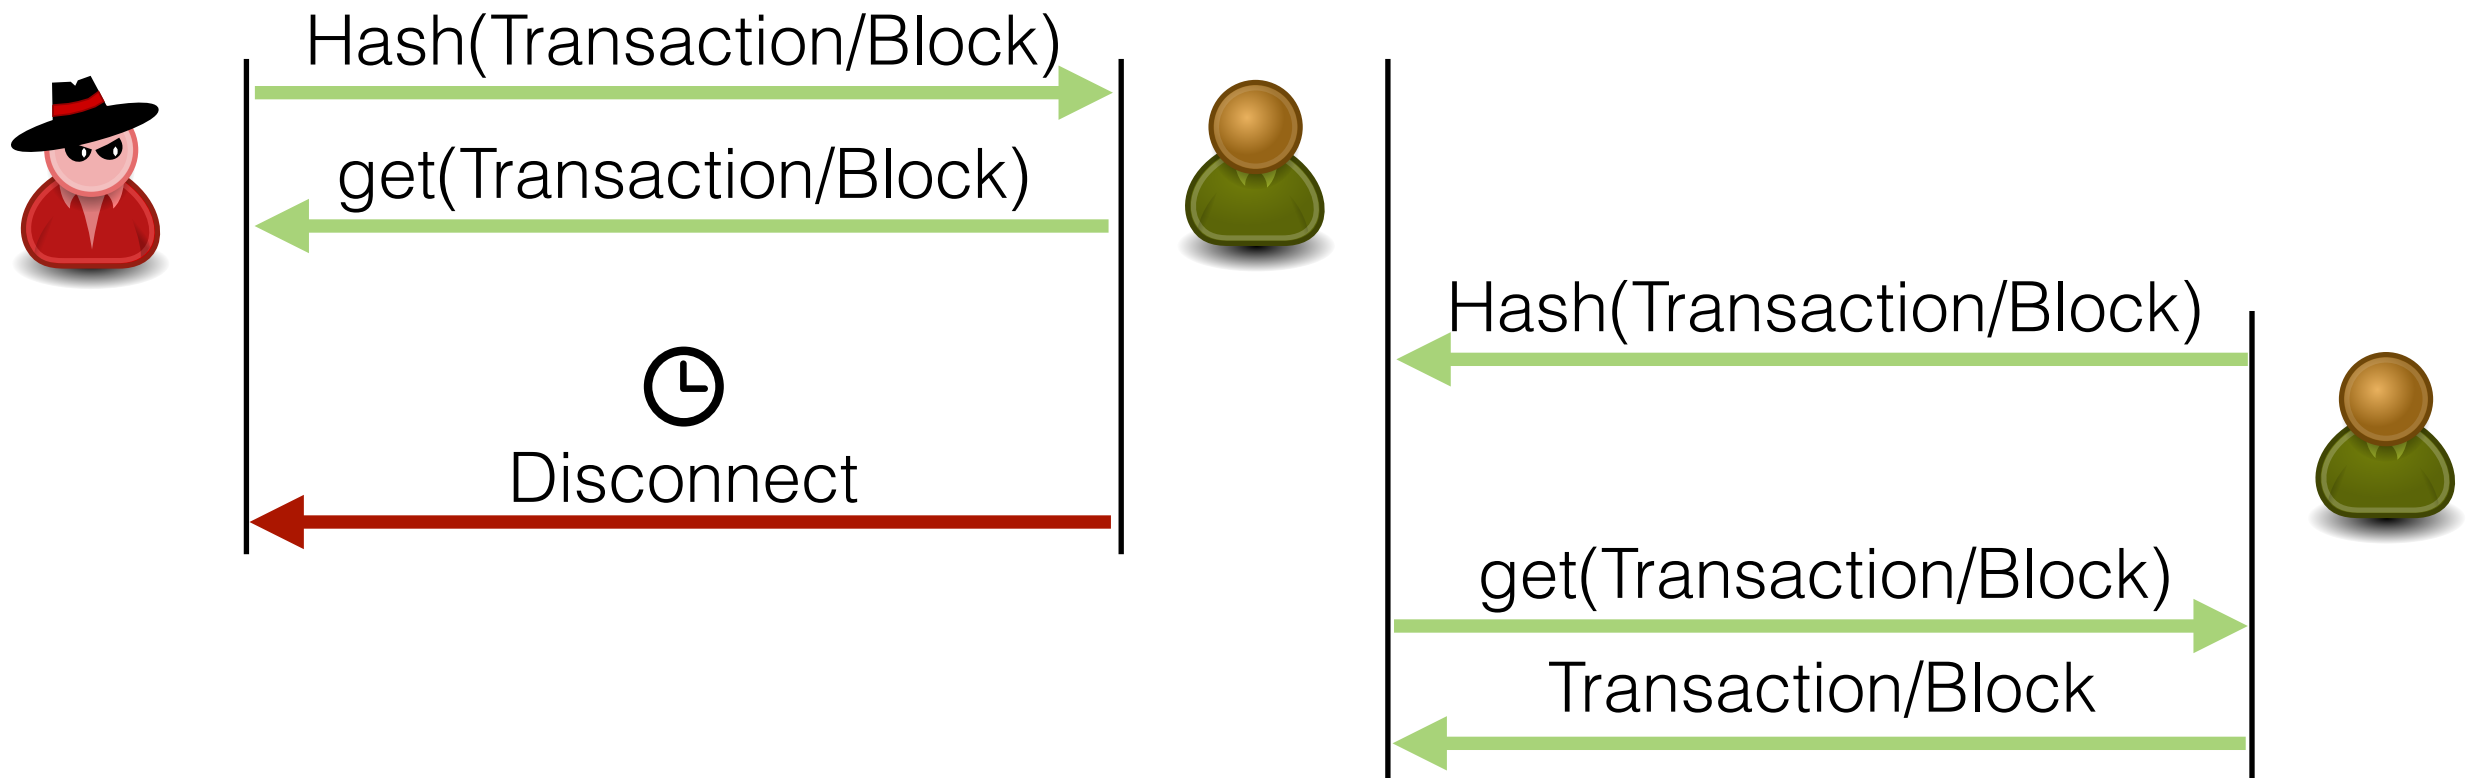 Hash(Transaction/Block)
get(Transaction/Block)
Disconnect
Hash(Transaction/Block)
get(Transaction/Block)
Transaction/Block